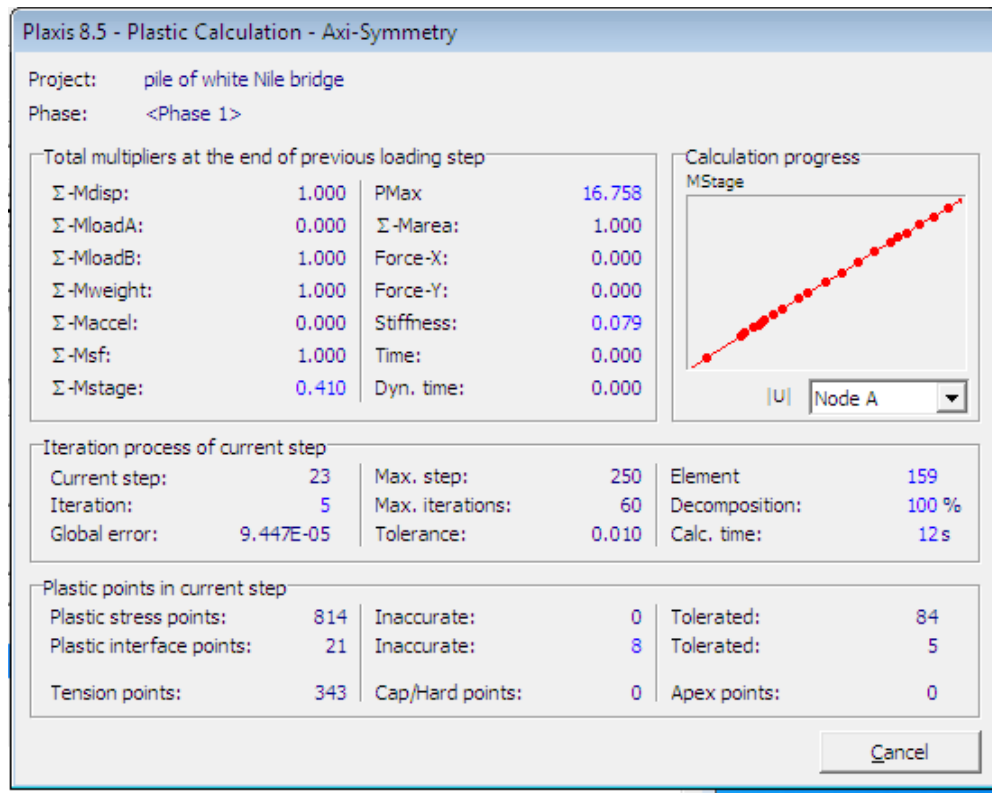 Plaxis 8.5 - Plastic Calculation - Axi-Symmetry
Project: pile of white Nile bridge
Phase: <Phase 1>
Total multipliers at the end of previous loading step
Σ-Mdisp: 1.000 PMax 16.758
Σ-MloadA: 0.000 Σ-Marea: 1.000
Σ-MloadB: 1.000 Force-X: 0.000
Σ-Mweight: 1.000 Force-Y: 0.000
Σ-Maccel: 0.000 Stiffness: 0.079
Σ-Msf: 1.000 Time: 0.000
Σ-Mstage: 0.410 Dyn. time: 0.000
Calculation progress
MStage
|U| Node A
Iteration process of current step
Current step: 23 Max. step: 250 Element 159
Iteration: 5 Max. iterations: 60 Decomposition: 100 %
Global error: 9.447E-05 Tolerance: 0.010 Calc. time: 12 s
Plastic points in current step
Plastic stress points: 814 Inaccurate: 0 Tolerated: 84
Plastic interface points: 21 Inaccurate: 8 Tolerated: 5
Tension points: 343 Cap/Hard points: 0 Apex points: 0
Cancel